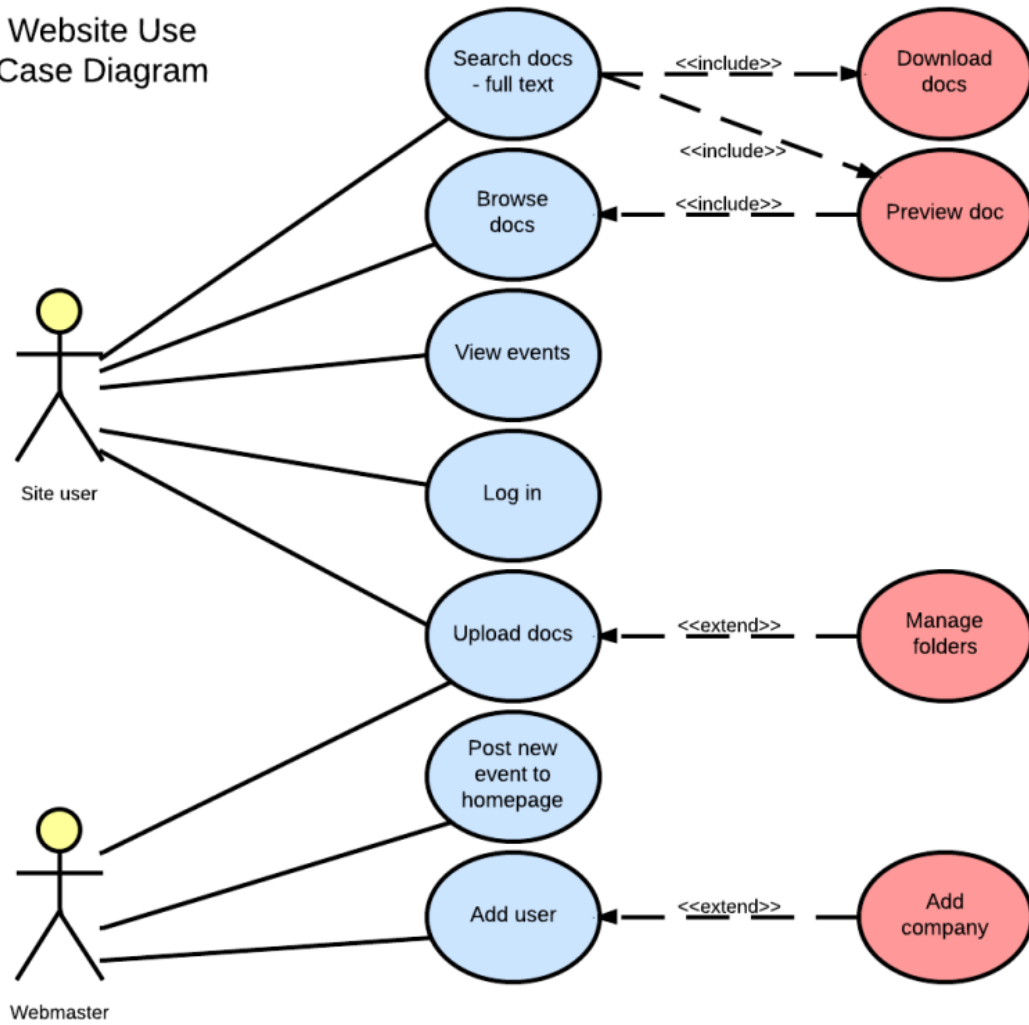 Website Use
Case Diagram
Search docs
- full text
<<include>>
Download
docs
<<include>>
Browse
docs
<<include>>
Preview doc
View events
Site user
Log in
Upload docs
<<extend>>
Manage
folders
Post new
event to
homepage
Add user
<<extend>>
Add
company
Webmaster